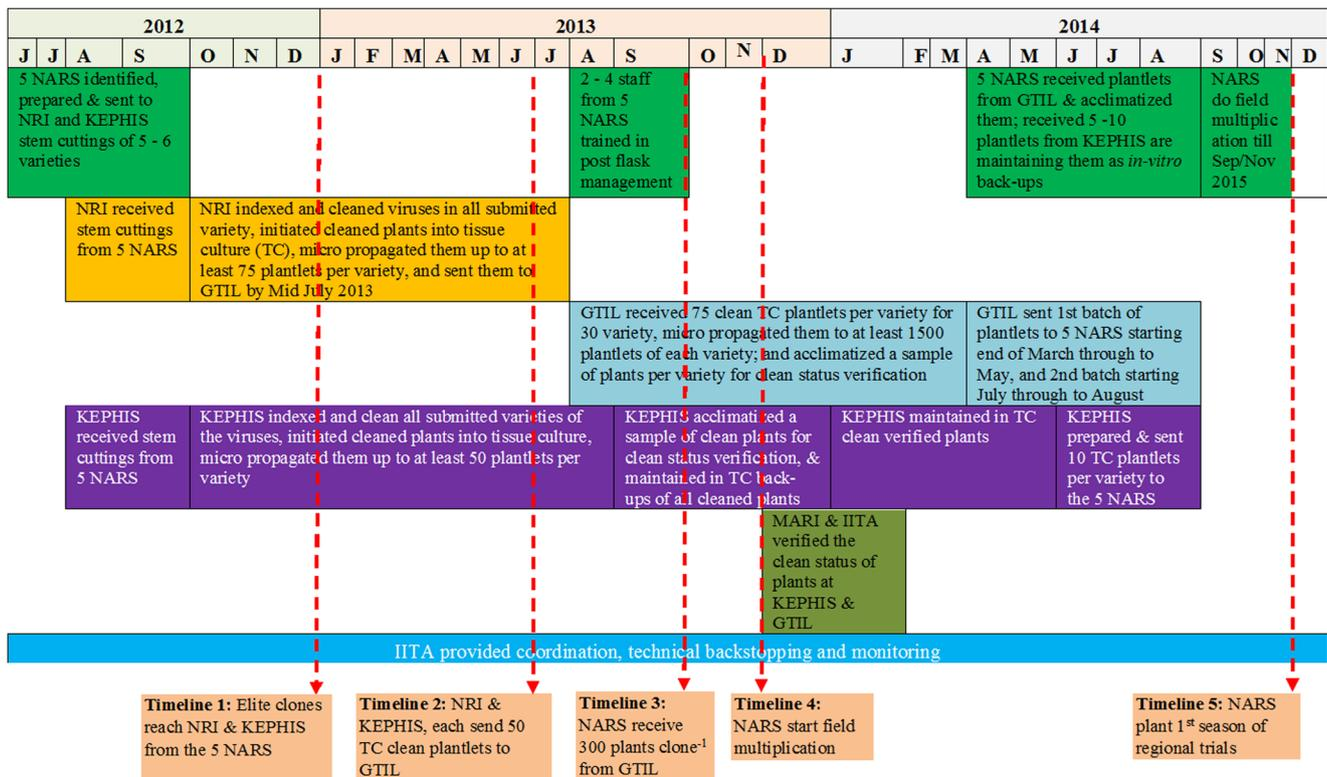 2012 2013 2014
J J A S O N D J F M A M J J A S O N D J F M A M J J A S O N D
5 NARS identified,
prepared & sent to
NRI and KEPHIS
stem cuttings of 5 - 6
varieties
2 - 4 staff
from 5
NARS
trained in
post flask
management
5 NARS received plantlets
from GTIL & acclimatized
them; received 5 -10
plantlets from KEPHIS are
maintaining them as in-vitro
back-ups
NARS
do field
multiplic
ation till
Sep/Nov
2015
NRI received
stem cuttings
from 5 NARS
NRI indexed and cleaned viruses in all submitted
variety, initiated cleaned plants into tissue
culture (TC), micro propagated them up to at
least 75 plantlets per variety, and sent them to
GTIL by Mid July 2013
GTIL received 75 clean TC plantlets per variety for
30 variety, micro propagated them to at least 1500
plantlets of each variety; and acclimatized a sample
of plants per variety for clean status verification
GTIL sent 1st batch of
plantlets to 5 NARS starting
end of March through to
May, and 2nd batch starting
July through to August
KEPHIS
received stem
cuttings from
5 NARS
KEPHIS indexed and clean all submitted varieties of
the viruses, initiated cleaned plants into tissue culture,
micro propagated them up to at least 50 plantlets per
variety
KEPHIS acclimatized a
sample of clean plants for
clean status verification, &
maintained in TC back-
ups of all cleaned plants
KEPHIS maintained in TC
clean verified plants
KEPHIS
prepared & sent
10 TC plantlets
per variety to
the 5 NARS
MARI & IITA
verified the
clean status of
plants at
KEPHIS &
GTIL
IITA provided coordination, technical backstopping and monitoring
Timeline 1: Elite clones
reach NRI & KEPHIS
from the 5 NARS
Timeline 2: NRI &
KEPHIS, each send 50
TC clean plantlets to
GTIL
Timeline 3:
NARS receive
300 plants clone⁻¹
from GTIL
Timeline 4:
NARS start field
multiplication
Timeline 5: NARS
plant 1st season of
regional trials